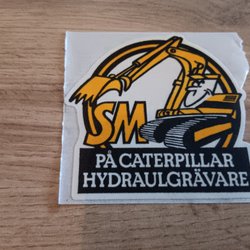 SM
PÅ CATERPILLAR
HYDRAULGRÄVARE